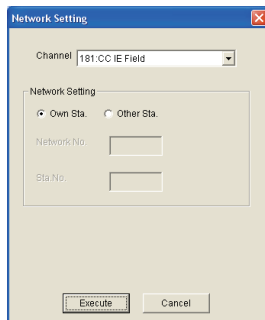 Network Setting
Channel 181:CC IE Field
Network Setting
Own Sta. Other Sta.
Network No.
Sta.No.
Execute Cancel